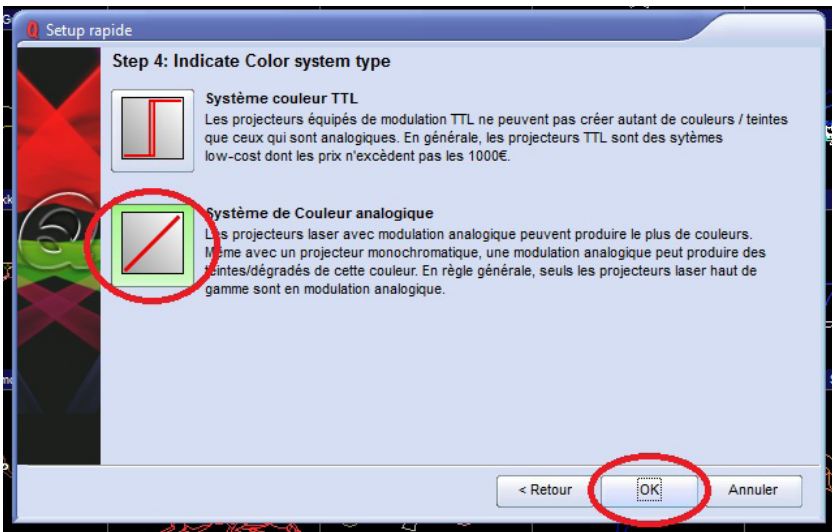 Setup rapide
Step 4: Indicate Color system type
Système couleur TTL
Les projecteurs équipés de modulation TTL ne peuvent pas créer autant de couleurs / teintes
que ceux qui sont analogiques. En générale, les projecteurs TTL sont des sytèmes
low-cost dont les prix n'excèdent pas les 1000€.
Système de Couleur analogique
Les projecteurs laser avec modulation analogique peuvent produire le plus de couleurs.
Même avec un projecteur monochromatique, une modulation analogique peut produire des
teintes/dégradés de cette couleur. En règle générale, seuls les projecteurs laser haut de
gamme sont en modulation analogique.
< Retour
OK
Annuler